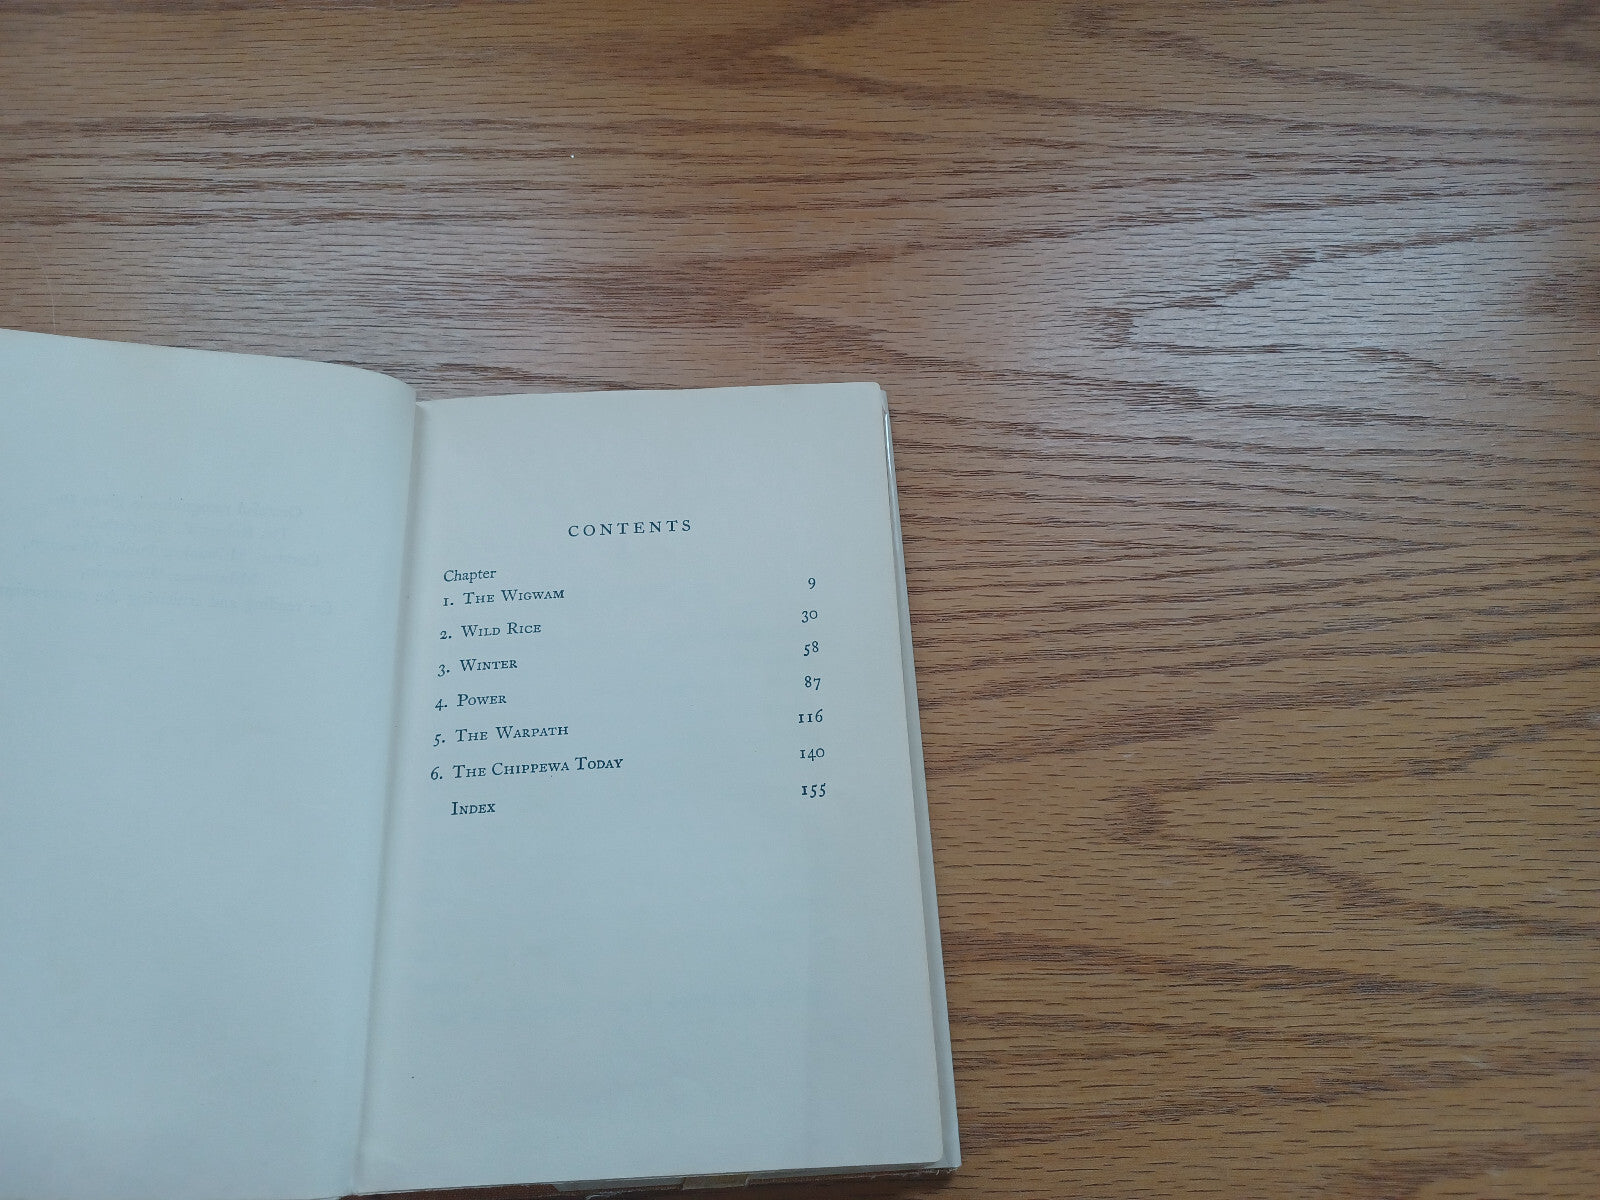 CONTENTS
Chapter
1. The Wigwam 9
2. Wild Rice 30
3. Winter 58
4. Power 87
5. The Warpath 116
6. The Chippewa Today 140
Index 155